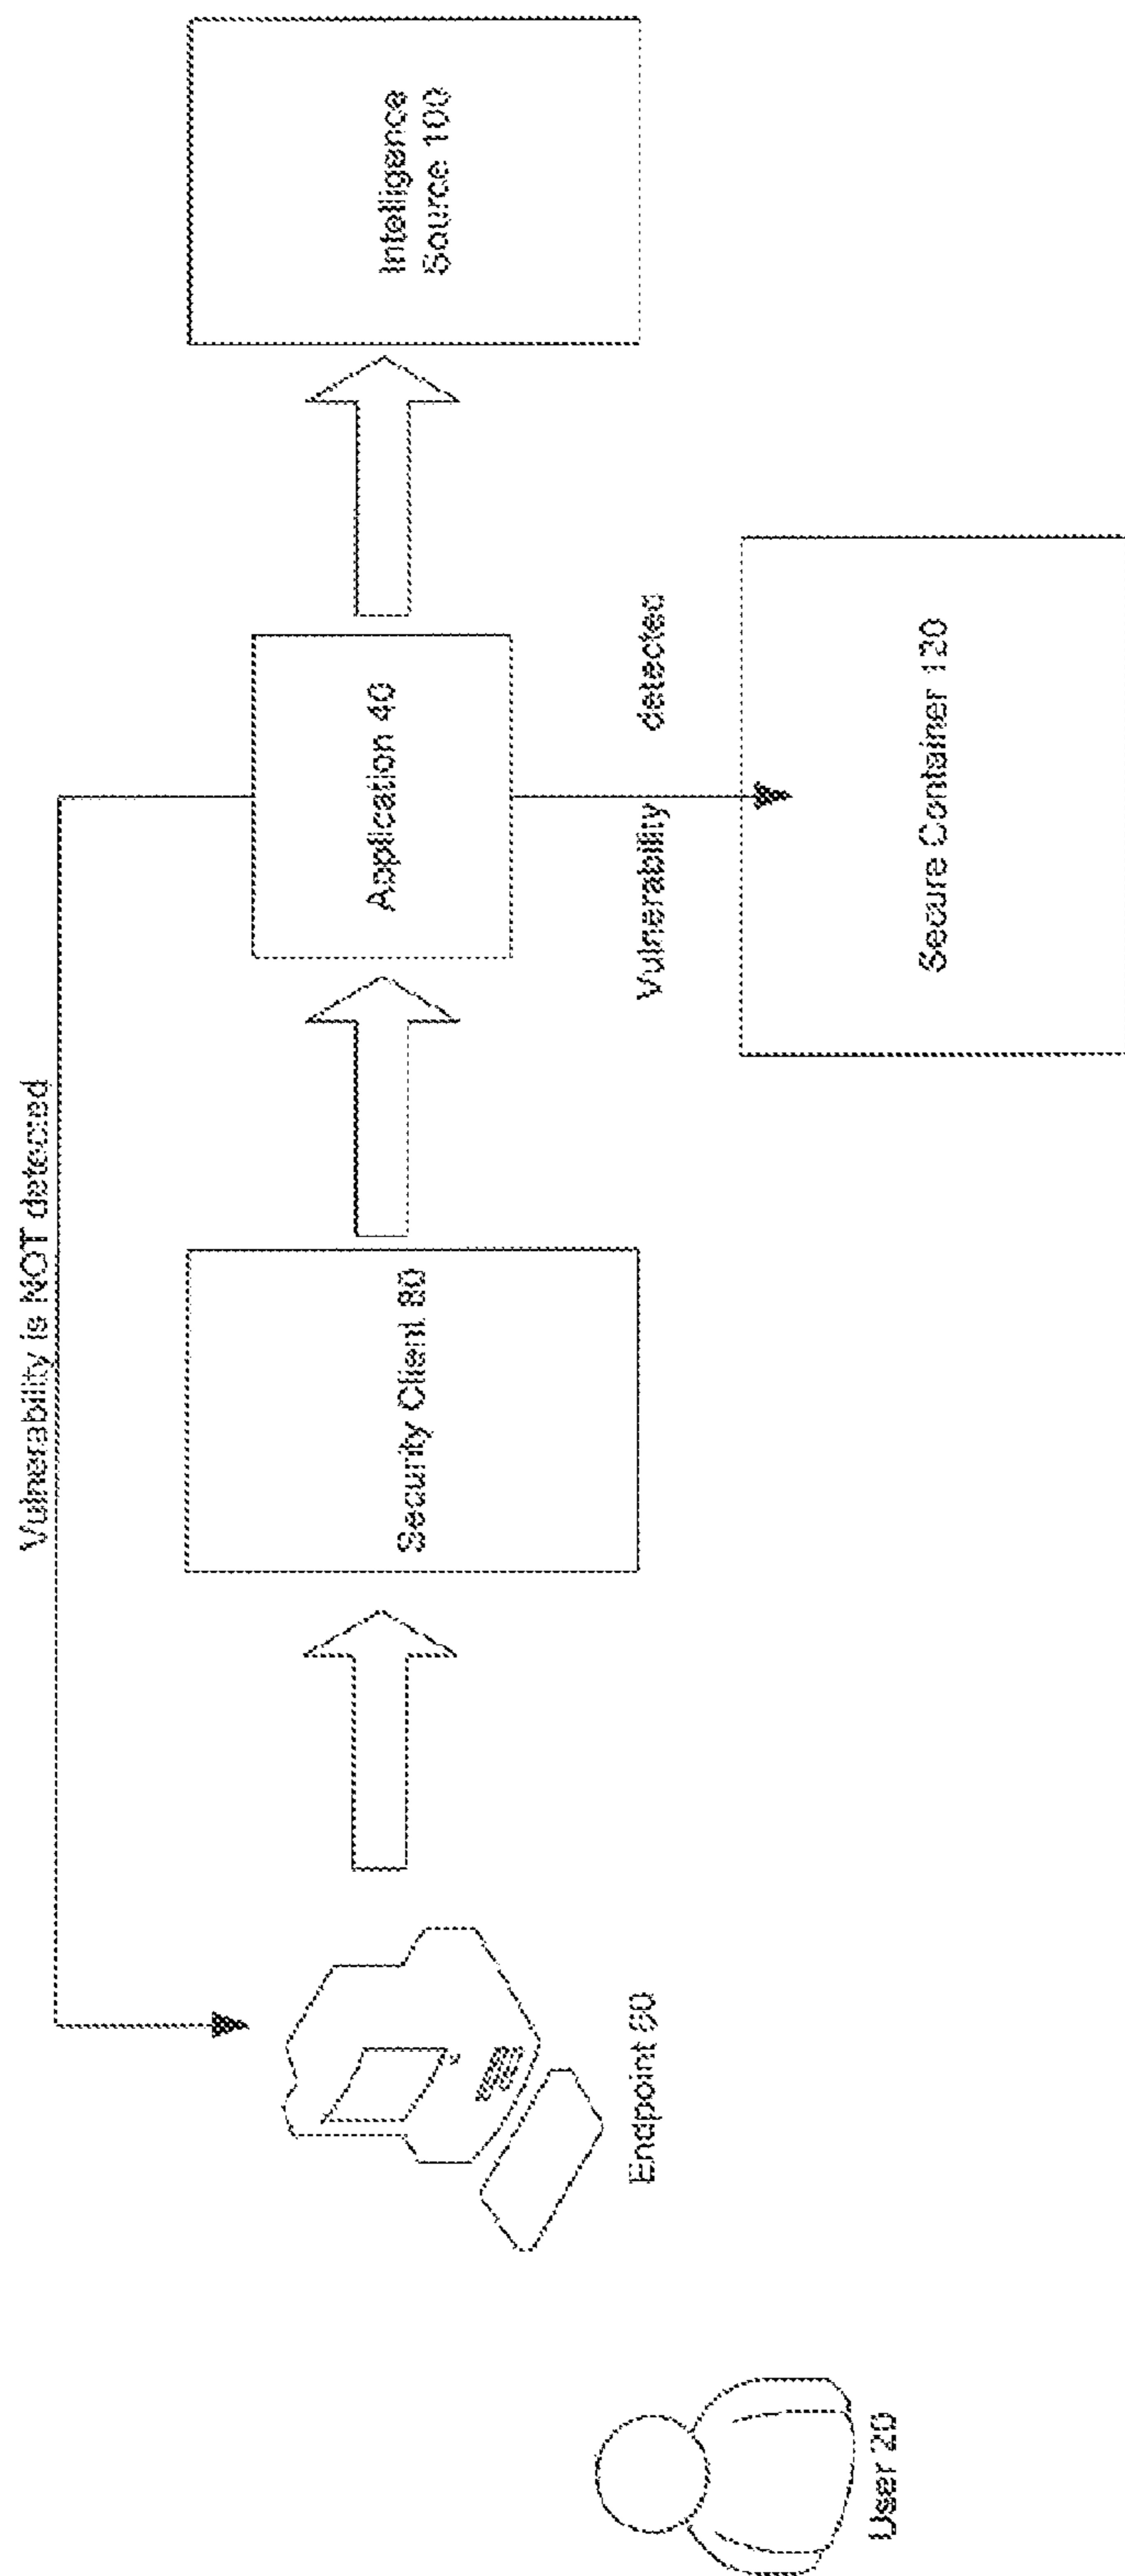 Vulnerability is NOT detected
User 20
Endpoint 60
Security Client 80
Application 40
Intelligence
Source 100
Vulnerability detected
Secure Container 120